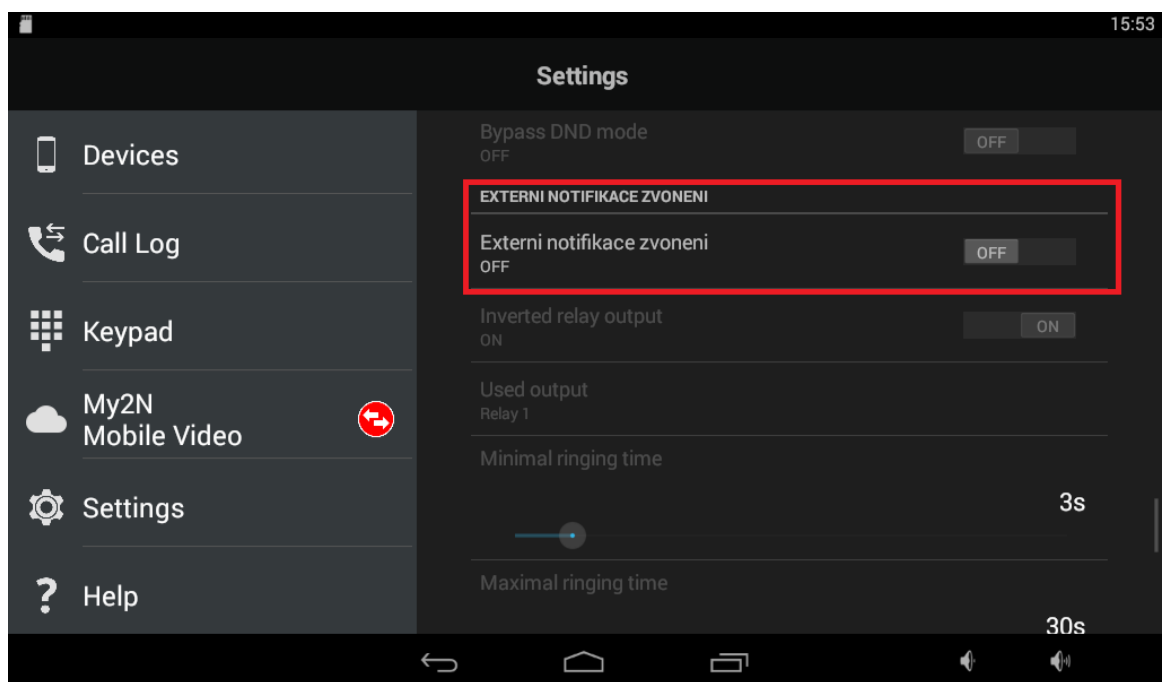 15:53
Settings
Devices
Call Log
Keypad
My2N
Mobile Video
Settings
Help
Bypass DND mode
OFF
OFF
EXTERNI NOTIFIKACE ZVONENI
Externi notifikace zvoneni
OFF
OFF
Inverted relay output
ON
ON
Used output
Relay 1
Minimal ringing time
3s
Maximal ringing time
30s